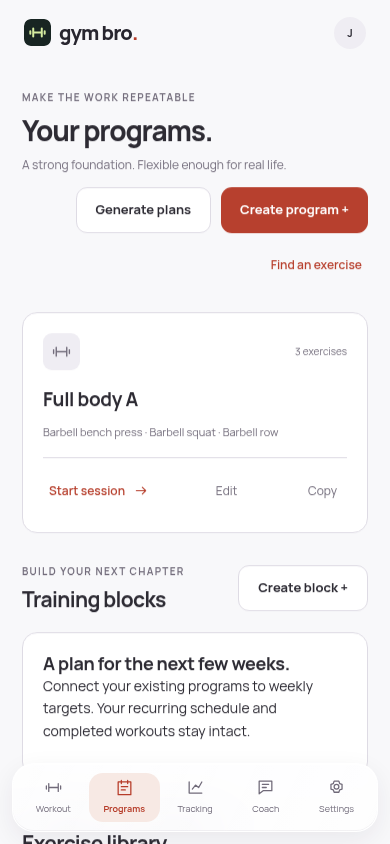 gym bro.
J
MAKE THE WORK REPEATABLE
Your programs.
A strong foundation. Flexible enough for real life.
Generate plans
Create program +
Find an exercise
3 exercises
Full body A
Barbell bench press · Barbell squat · Barbell row
Start session →
Edit
Copy
BUILD YOUR NEXT CHAPTER
Training blocks
Create block +
A plan for the next few weeks.
Connect your existing programs to weekly
targets. Your recurring schedule and
completed workouts stay intact.
Workout
Programs
Tracking
Coach
Settings
Exercise library